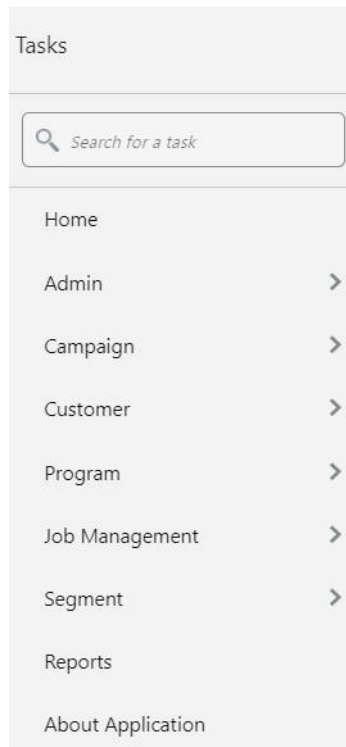 Tasks
Search for a task
Home
Admin
Campaign
Customer
Program
Job Management
Segment
Reports
About Application